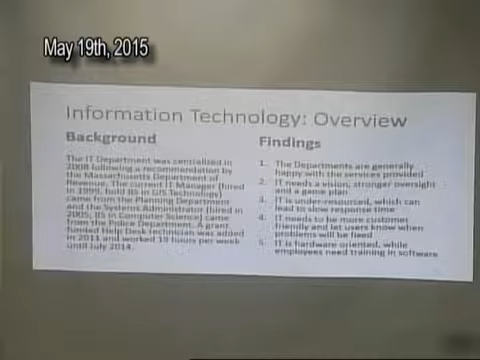 May 19th, 2015
Information Technology: Overview
Background
The IT Department was centralized in
2008 following a recommendation by
the Massachusetts Department of
Revenue. The current IT Manager (hired
in 1999, hold BS in GIS Technology)
came from the Planning Department
and the Systems Administrator (hired in
2005, BS in Computer Science) came
from the Police Department. A grant
funded Help Desk technician was added
in 2011 and worked 19 hours per week
until July 2014.
Findings
1. The Departments are generally
happy with the services provided
2. IT needs a vision, stronger oversight
and a game plan
3. IT is under-resourced, which can
lead to slow response time
4. IT needs to be more customer
friendly and let users know when
problems will be fixed
5. IT is hardware oriented, while
employees need training in software